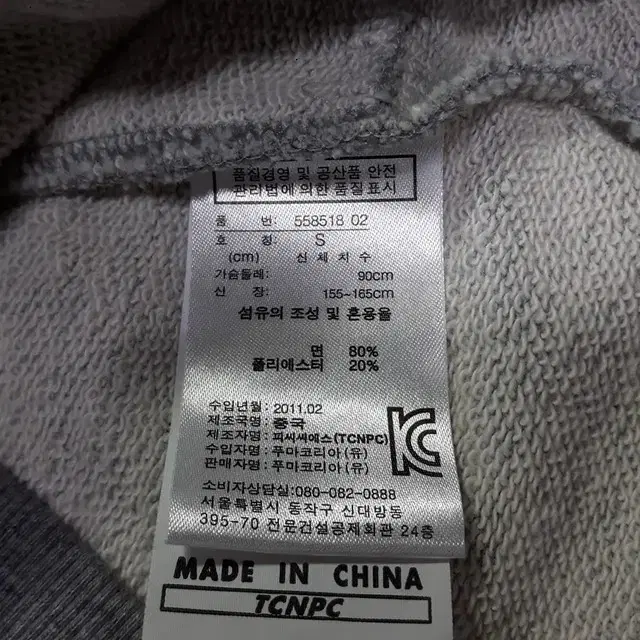 품질경영 및 공산품 안전
관리법에 의한 품질표시
품 번: 558518 02
호 칭: S
(cm) 신 체 치 수
가슴둘레: 90cm
신 장: 155-165cm
섬유의 조성 및 혼용율
면 80%
폴리에스터 20%
수입년월: 2011.02
제조국명: 중국
제조자명: 피씨씨에스(TCNPC)
수입자명: 푸마코리아(유)
판매자명: 푸마코리아(유)
KC
소비자상담실:080-082-0888
서울특별시 동작구 신대방동
395-70 전문건설공제회관 24층
MADE IN CHINA
TCNPC